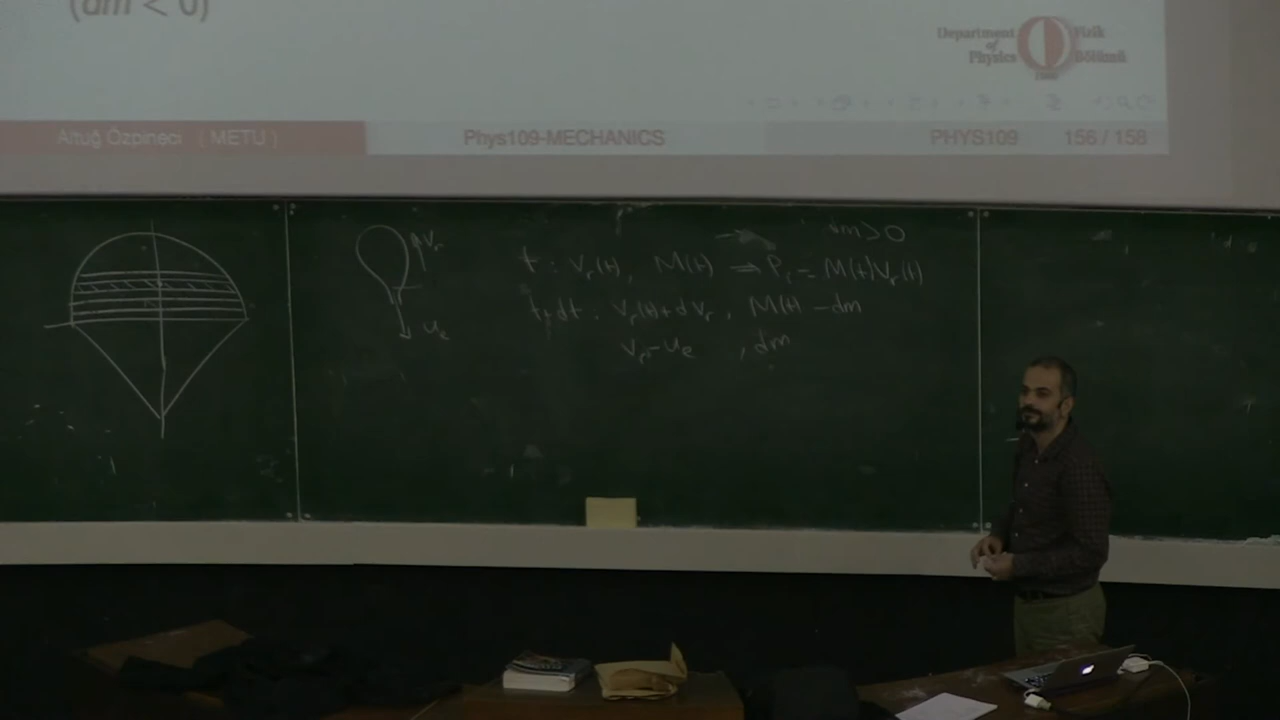 (dm < 0)
Department of Physics
Fizik Bölümü
Altuğ Özpineci ( METU )
Phys109-MECHANICS
PHYS109
156 / 158
dm>0
V_r
u_e
t : V_r(t), M(t) ⇒ P_i = M(t)V_r(t)
t+dt : V_r(t)+dV_r, M(t) -dm
V_r-u_e , dm